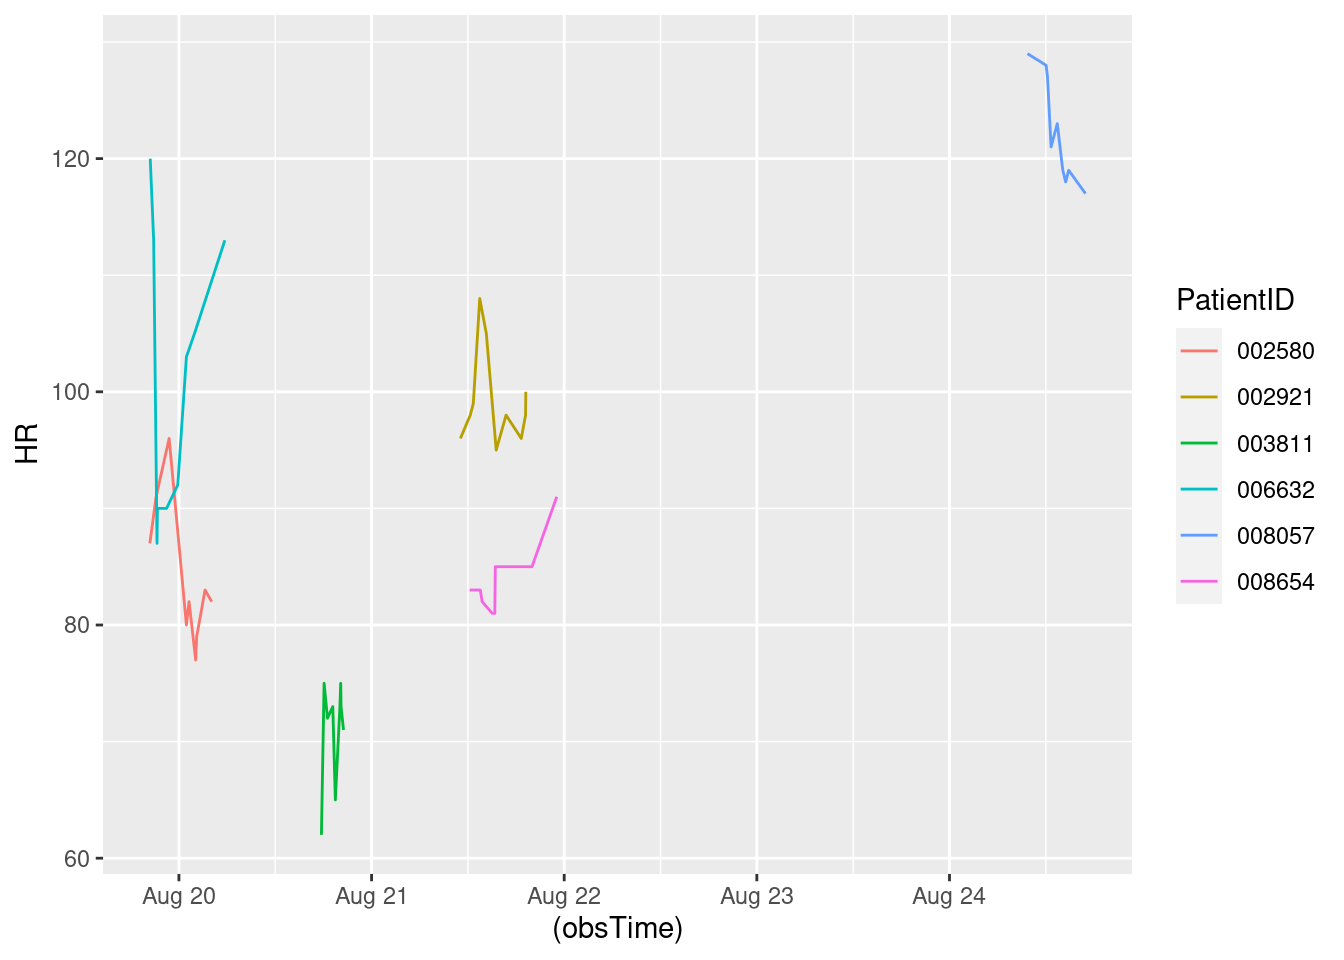 HR
120
100
80
60
Aug 20
Aug 21
Aug 22
Aug 23
Aug 24
(obsTime)
PatientID
002580
002921
003811
006632
008057
008654